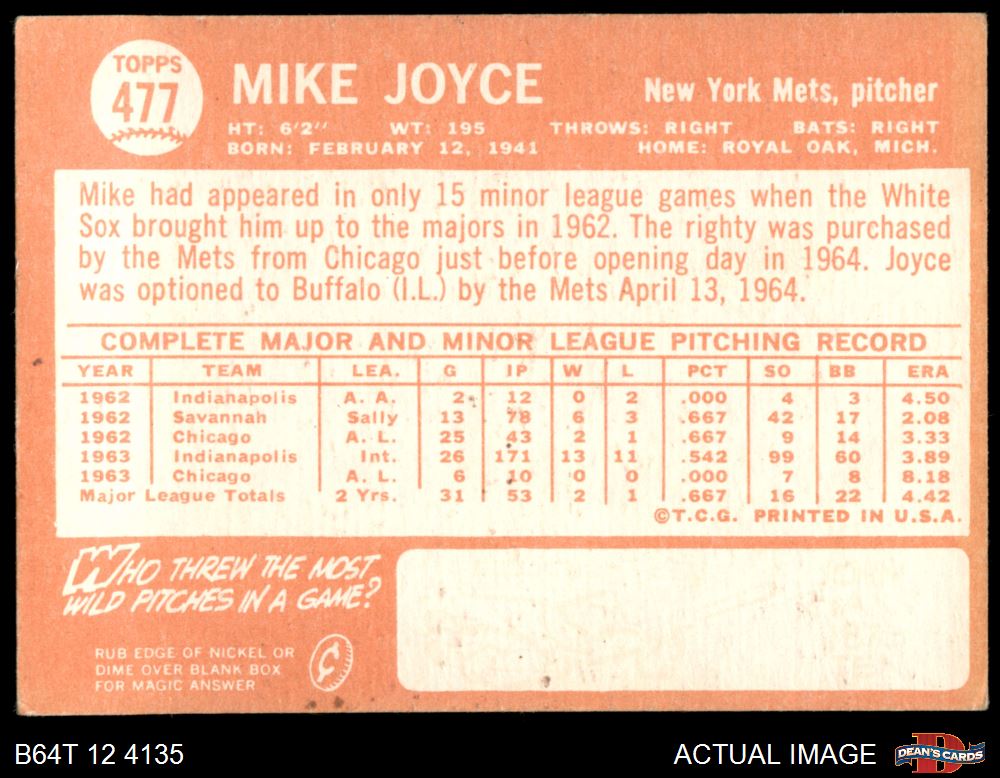 TOPPS
477
MIKE JOYCE
New York Mets, pitcher
HT: 6'2" WT: 195 THROWS: RIGHT BATS: RIGHT
BORN: FEBRUARY 12, 1941 HOME: ROYAL OAK, MICH.
Mike had appeared in only 15 minor league games when the White
Sox brought him up to the majors in 1962. The righty was purchased
by the Mets from Chicago just before opening day in 1964. Joyce
was optioned to Buffalo (I.L.) by the Mets April 13, 1964.
COMPLETE MAJOR AND MINOR LEAGUE PITCHING RECORD
YEAR TEAM LEA. G IP W L PCT SO BB ERA
1962 Indianapolis A. A. 2 12 0 2 .000 4 3 4.50
1962 Savannah Sally 13 78 6 3 .667 42 17 2.08
1962 Chicago A. L. 25 43 2 1 .667 9 14 3.33
1963 Indianapolis Int. 26 171 13 11 .542 99 60 3.89
1963 Chicago A. L. 6 10 0 0 .000 7 8 8.18
Major League Totals 2 Yrs. 31 53 2 1 .667 16 22 4.42
©T.C.G. PRINTED IN U.S.A.
WHO THREW THE MOST
WILD PITCHES IN A GAME?
RUB EDGE OF NICKEL OR
DIME OVER BLANK BOX
FOR MAGIC ANSWER
¢
B64T 12 4135
ACTUAL IMAGE
D
DEAN'S CARDS